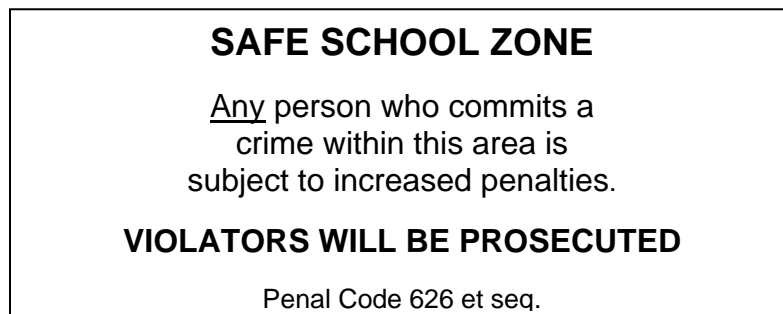 SAFE SCHOOL ZONE
Any person who commits a
crime within this area is
subject to increased penalties.
VIOLATORS WILL BE PROSECUTED
Penal Code 626 et seq.